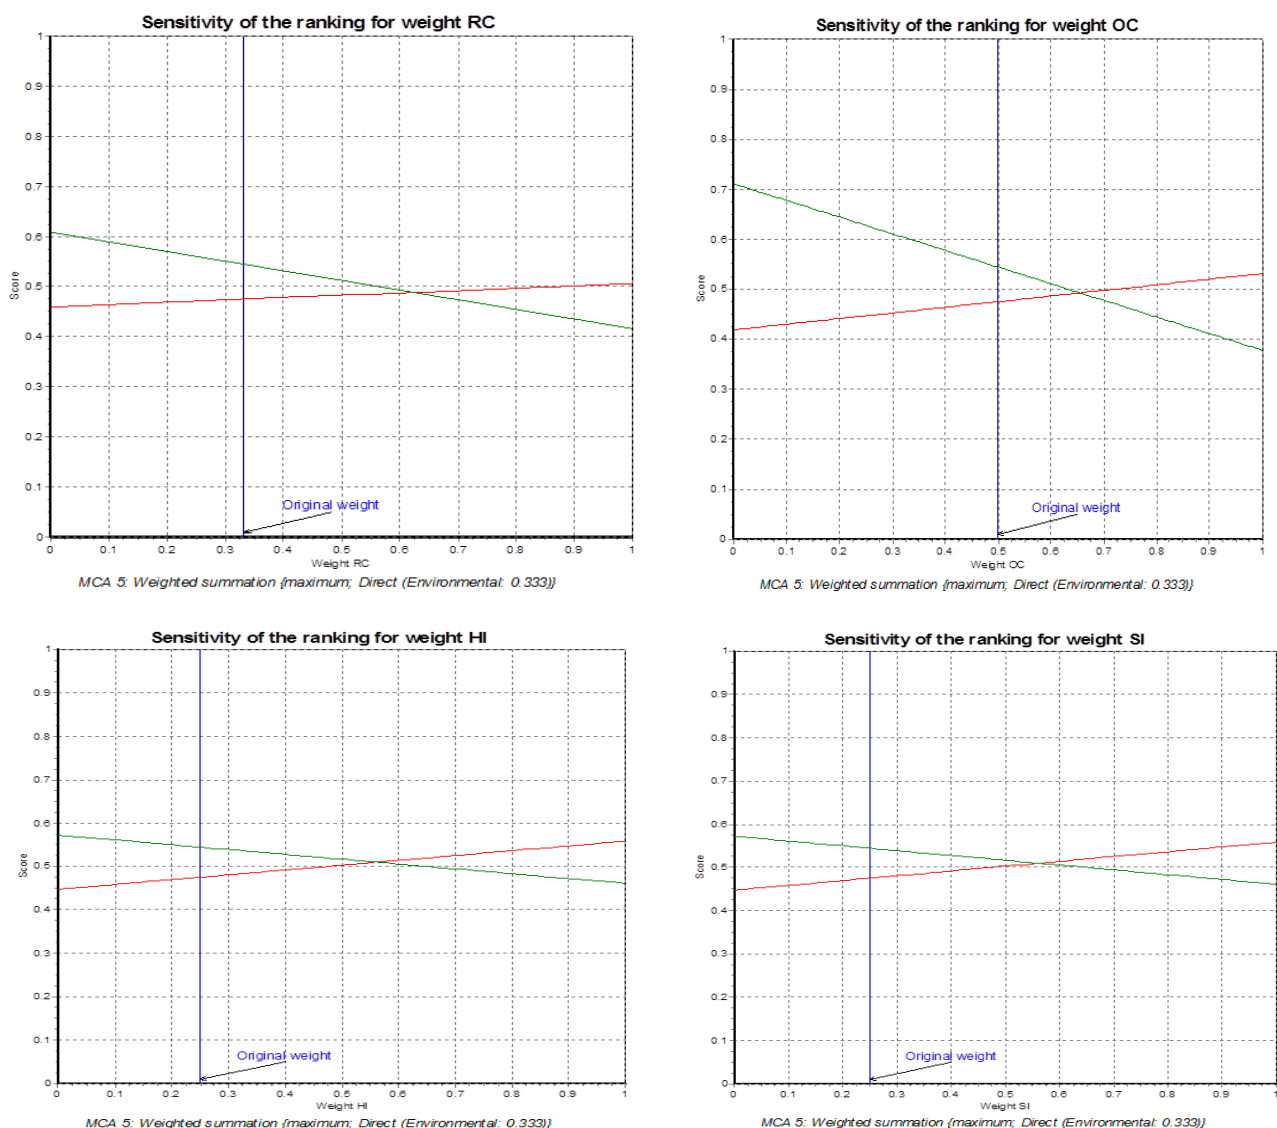 Sensitivity of the ranking for weight RC
1
0.9
0.8
0.7
0.6
0.5
0.4
0.3
0.2
0.1
0
Score
Original weight
0 0.1 0.2 0.3 0.4 0.5 0.6 0.7 0.8 0.9 1
Weight RC
MCA 5: Weighted summation {maximum; Direct (Environmental: 0.333)}
Sensitivity of the ranking for weight OC
1
0.9
0.8
0.7
0.6
0.5
0.4
0.3
0.2
0.1
0
Score
Original weight
0 0.1 0.2 0.3 0.4 0.5 0.6 0.7 0.8 0.9 1
Weight OC
MCA 5: Weighted summation {maximum; Direct (Environmental: 0.333)}
Sensitivity of the ranking for weight HI
1
0.9
0.8
0.7
0.6
0.5
0.4
0.3
0.2
0.1
0
Score
Original weight
0 0.1 0.2 0.3 0.4 0.5 0.6 0.7 0.8 0.9 1
Weight HI
MCA 5: Weighted summation {maximum; Direct (Environmental: 0.333)}
Sensitivity of the ranking for weight SI
1
0.9
0.8
0.7
0.6
0.5
0.4
0.3
0.2
0.1
0
Score
Original weight
0 0.1 0.2 0.3 0.4 0.5 0.6 0.7 0.8 0.9 1
Weight SI
MCA 5: Weighted summation {maximum; Direct (Environmental: 0.333)}